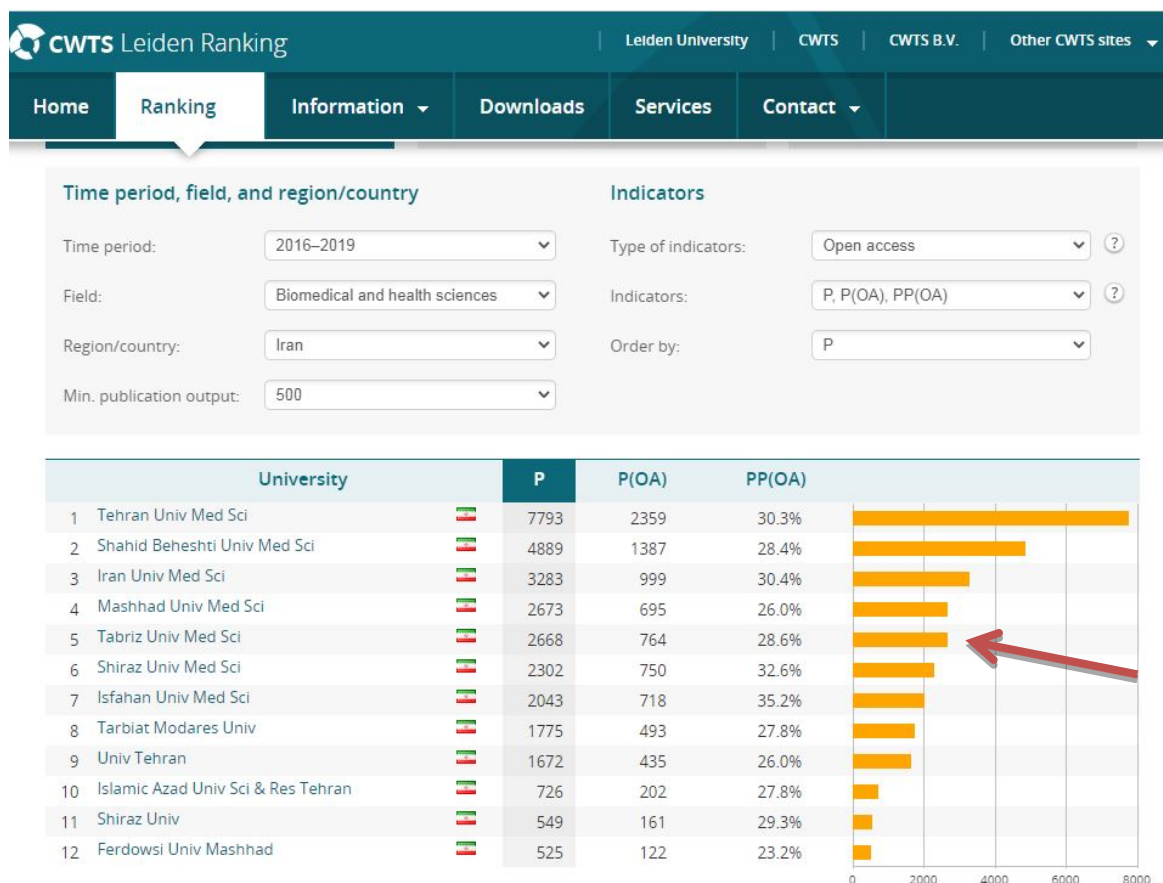 CWTS Leiden Ranking
Leiden University CWTS CWTS B.V. Other CWTS sites
Home Ranking Information Downloads Services Contact
Time period, field, and region/country
Time period: 2016–2019
Field: Biomedical and health sciences
Region/country: Iran
Min. publication output: 500
Indicators
Type of indicators: Open access ?
Indicators: P, P(OA), PP(OA) ?
Order by: P
University P P(OA) PP(OA)
1 Tehran Univ Med Sci 7793 2359 30.3%
2 Shahid Beheshti Univ Med Sci 4889 1387 28.4%
3 Iran Univ Med Sci 3283 999 30.4%
4 Mashhad Univ Med Sci 2673 695 26.0%
5 Tabriz Univ Med Sci 2668 764 28.6%
6 Shiraz Univ Med Sci 2302 750 32.6%
7 Isfahan Univ Med Sci 2043 718 35.2%
8 Tarbiat Modares Univ 1775 493 27.8%
9 Univ Tehran 1672 435 26.0%
10 Islamic Azad Univ Sci & Res Tehran 726 202 27.8%
11 Shiraz Univ 549 161 29.3%
12 Ferdowsi Univ Mashhad 525 122 23.2%
0 2000 4000 6000 8000